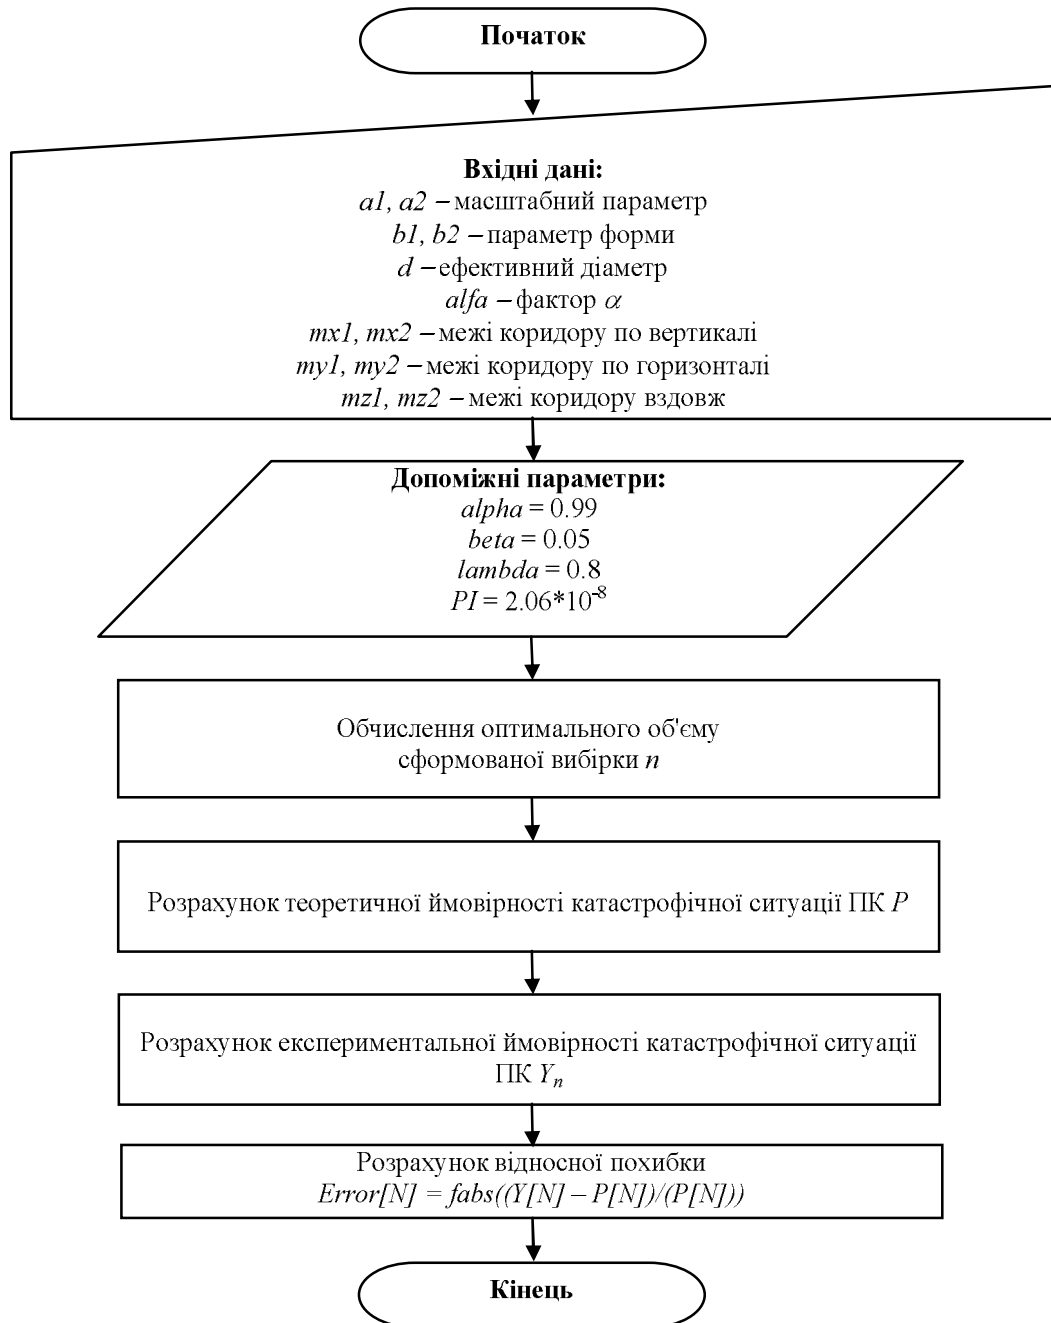 Початок
Вхідні дані:
a1, a2 – масштабний параметр
b1, b2 – параметр форми
d – ефективний діаметр
alfa – фактор α
mx1, mx2 – межі коридору по вертикалі
my1, my2 – межі коридору по горизонталі
mz1, mz2 – межі коридору вздовж
Допоміжні параметри:
alpha = 0.99
beta = 0.05
lambda = 0.8
PI = 2.06*10⁻⁸
Обчислення оптимального об'єму
сформованої вибірки n
Розрахунок теоретичної ймовірності катастрофічної ситуації ПК P
Розрахунок експериментальної ймовірності катастрофічної ситуації
ПК Yₙ
Розрахунок відносної похибки
Error[N] = fabs((Y[N] – P[N])/(P[N]))
Кінець